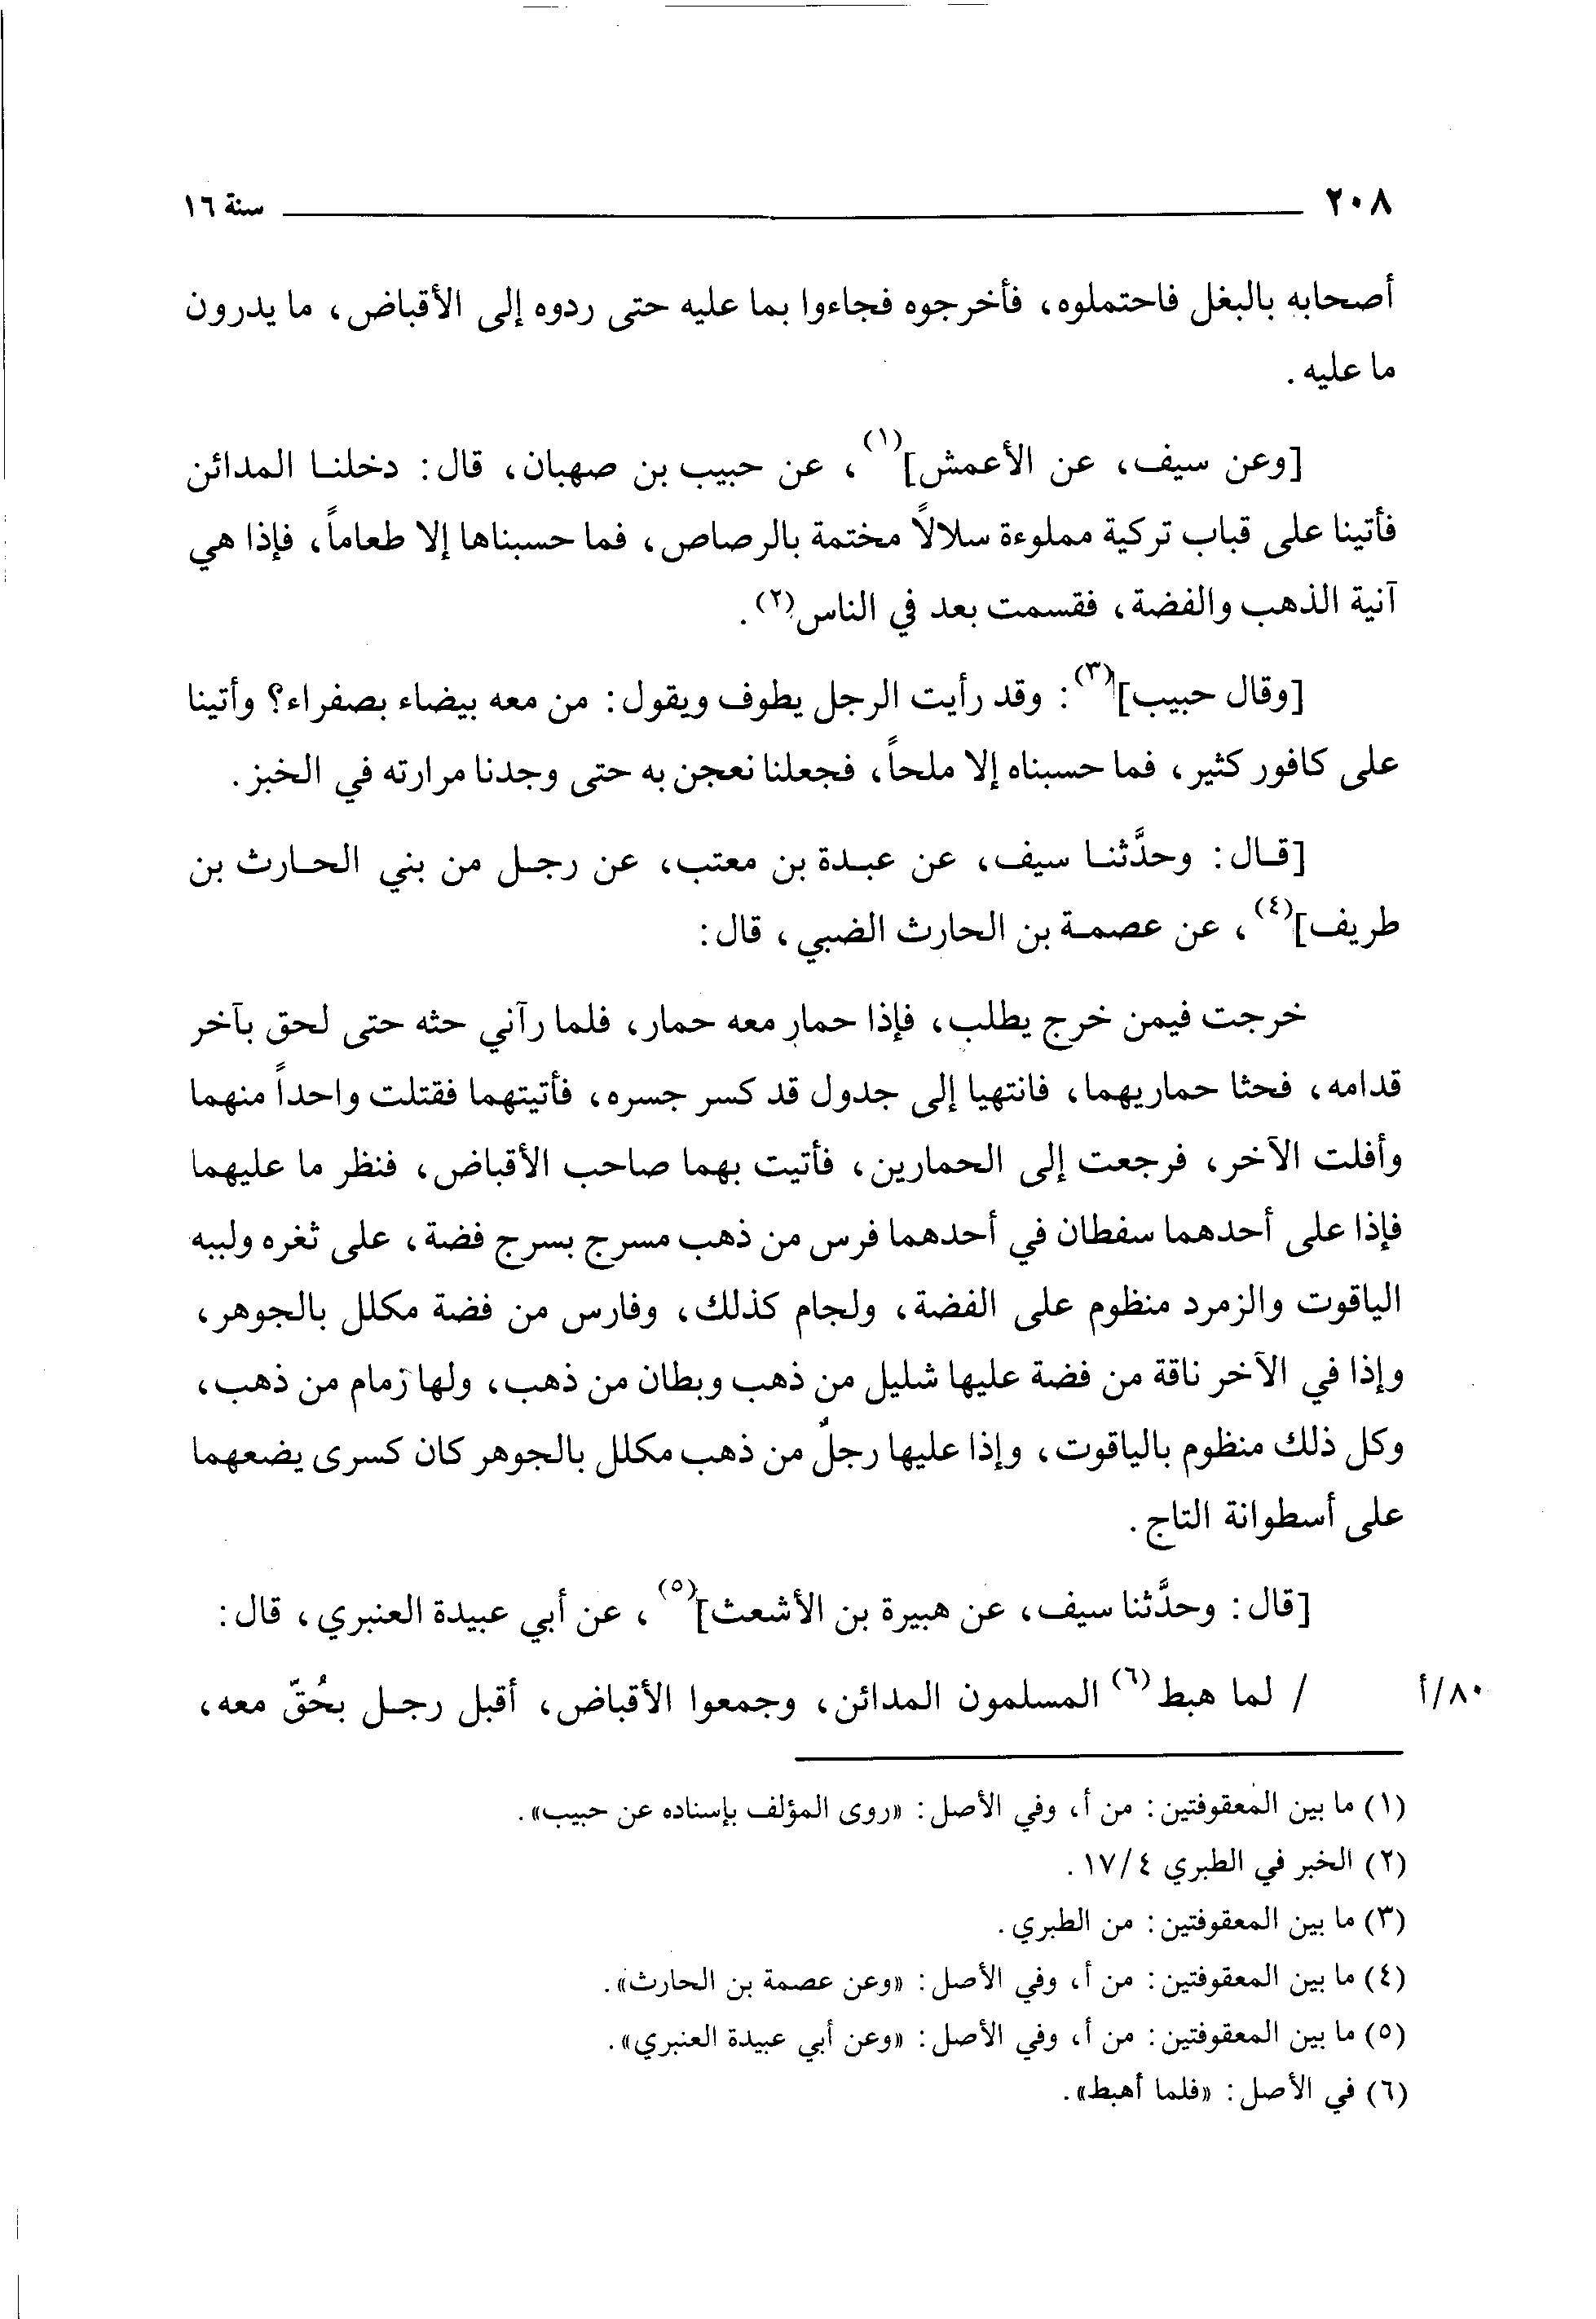 ٢٠٨ سنة ١٦
أصحابه بالبغل فاحتملوه، فأخرجوه فجاءوا بما عليه حتى ردوه إلى الأقباض، ما يدرون
ما عليه.
[وعن سيف، عن الأعمش](١)، عن حبيب بن صهبان، قال: دخلنا المدائن
فأتينا على قباب تركية مملوءة سلالاً مختمة بالرصاص، فما حسبناها إلا طعاماً، فإذا هي
آنية الذهب والفضة، فقسمت بعد في الناس(٢).
[وقال حبيب](٣): وقد رأيت الرجل يطوف ويقول: من معه بيضاء بصفراء؟ وأتينا
على كافور كثير، فما حسبناه إلا ملحاً، فجعلنا نعجن به حتى وجدنا مرارته في الخبز.
[قال: وحدَّثنا سيف، عن عبدة بن معتب، عن رجل من بني الحارث بن
طريف](٤)، عن عصمة بن الحارث الضبي، قال:
خرجت فيمن خرج يطلب، فإذا حمار معه حمار، فلما رآني حثه حتى لحق بآخر
قدامه، فحثا حماريهما، فانتهيا إلى جدول قد كسر جسره، فأتيتهما فقتلت واحداً منهما
وأفلت الآخر، فرجعت إلى الحمارين، فأتيت بهما صاحب الأقباض، فنظر ما عليهما
فإذا على أحدهما سفطان في أحدهما فرس من ذهب مسرج بسرج فضة، على ثغره ولببه
الياقوت والزمرد منظوم على الفضة، ولجام كذلك، وفارس من فضة مكلل بالجوهر،
وإذا في الآخر ناقة من فضة عليها شليل من ذهب وبطان من ذهب، ولها زمام من ذهب،
وكل ذلك منظوم بالياقوت، وإذا عليها رجلٌ من ذهب مكلل بالجوهر كان كسرى يضعهما
على أسطوانة التاج.
[قال: وحدَّثنا سيف، عن هبيرة بن الأشعث](٥)، عن أبي عبيدة العنبري، قال:
٨٠/أ / لما هبط(٦) المسلمون المدائن، وجمعوا الأقباض، أقبل رجل بحُقّ معه،
(١) ما بين المعقوفتين: من أ، وفي الأصل: «روى المؤلف بإسناده عن حبيب».
(٢) الخبر في الطبري ٤/١٧.
(٣) ما بين المعقوفتين: من الطبري.
(٤) ما بين المعقوفتين: من أ، وفي الأصل: «وعن عصمة بن الحارث».
(٥) ما بين المعقوفتين: من أ، وفي الأصل: «وعن أبي عبيدة العنبري».
(٦) في الأصل: «فلما أهبط».